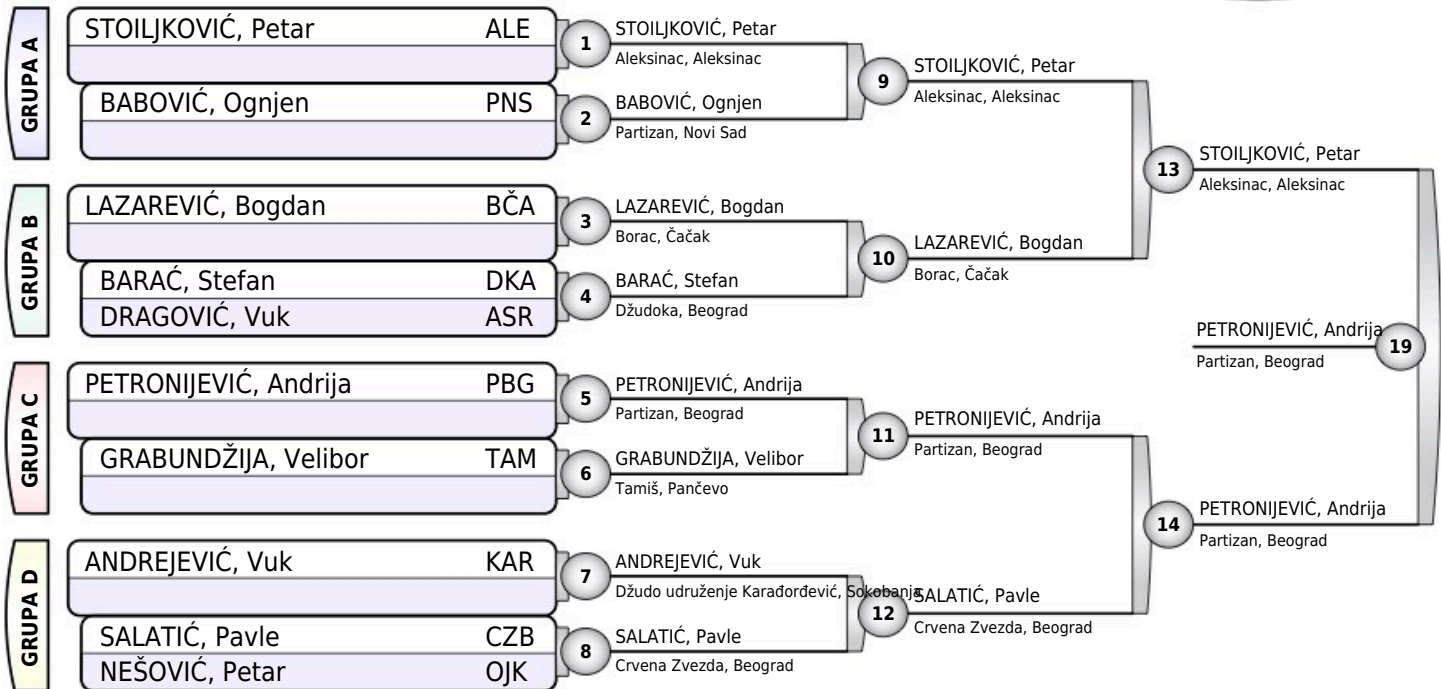 GRUPA A
STOILJKOVIĆ, Petar ALE
BABOVIĆ, Ognjen PNS
GRUPA B
LAZAREVIĆ, Bogdan BČA
BARAĆ, Stefan DKA
DRAGOVIĆ, Vuk ASR
GRUPA C
PETRONIJEVIĆ, Andrija PBG
GRABUNDŽIJA, Velibor TAM
GRUPA D
ANDREJEVIĆ, Vuk KAR
SALATIĆ, Pavle CZB
NEŠOVIĆ, Petar OJK
1
STOILJKOVIĆ, Petar
Aleksinac, Aleksinac
2
BABOVIĆ, Ognjen
Partizan, Novi Sad
3
LAZAREVIĆ, Bogdan
Borac, Čačak
4
BARAĆ, Stefan
Džudoka, Beograd
5
PETRONIJEVIĆ, Andrija
Partizan, Beograd
6
GRABUNDŽIJA, Velibor
Tamiš, Pančevo
7
ANDREJEVIĆ, Vuk
Džudo udruženje Karađorđević, Sokobanja
8
SALATIĆ, Pavle
Crvena Zvezda, Beograd
9
STOILJKOVIĆ, Petar
Aleksinac, Aleksinac
10
LAZAREVIĆ, Bogdan
Borac, Čačak
11
PETRONIJEVIĆ, Andrija
Partizan, Beograd
12
SALATIĆ, Pavle
Crvena Zvezda, Beograd
13
STOILJKOVIĆ, Petar
Aleksinac, Aleksinac
14
PETRONIJEVIĆ, Andrija
Partizan, Beograd
PETRONIJEVIĆ, Andrija
Partizan, Beograd
19